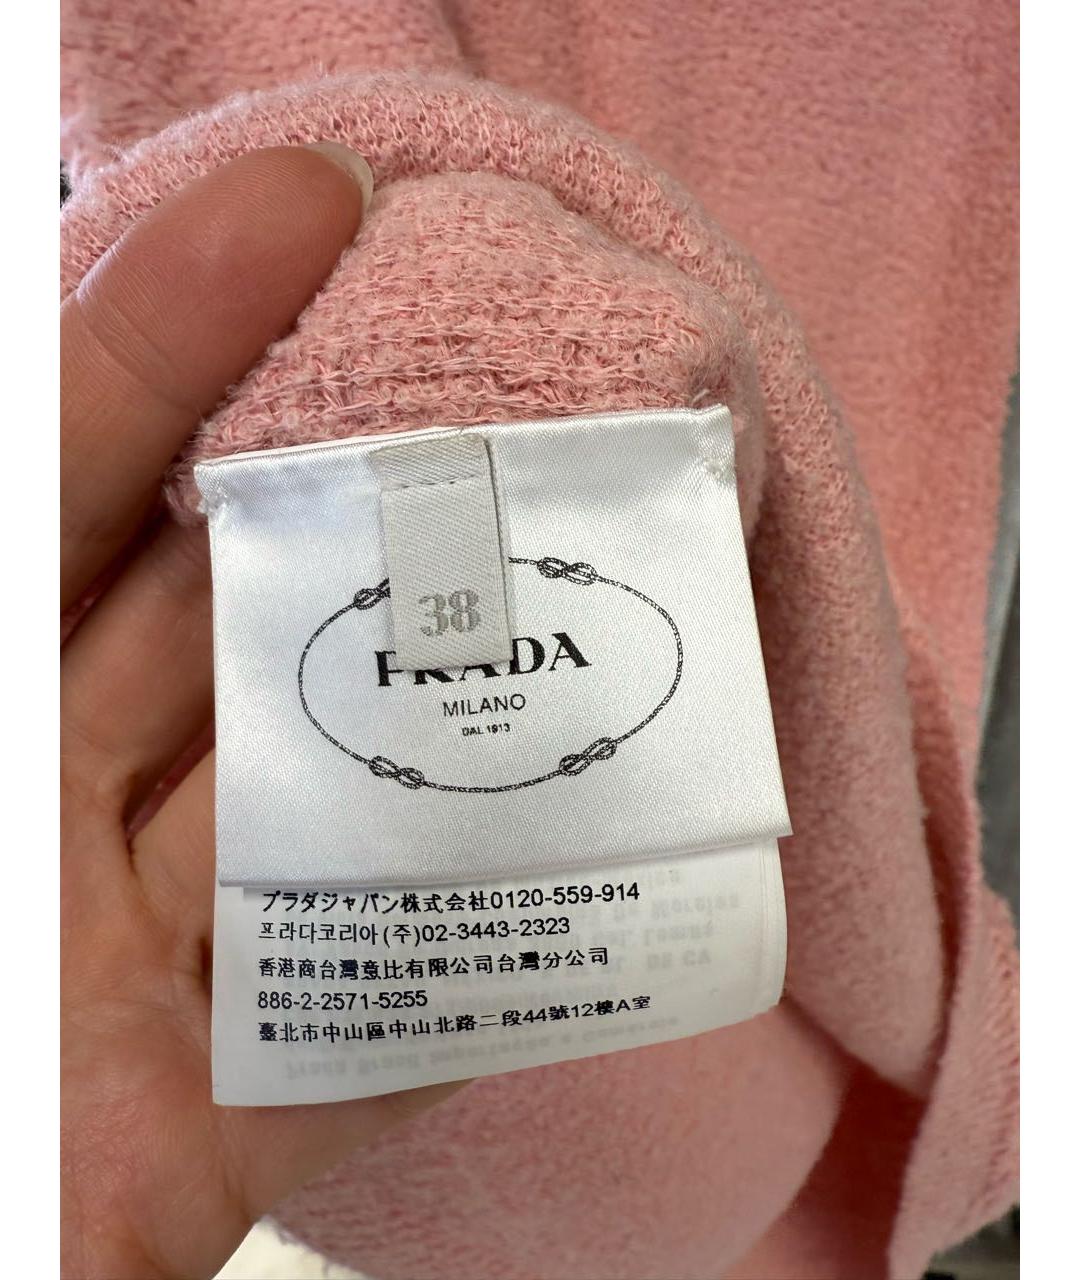 38
PRADA
MILANO
DAL 1913
プラダジャパン株式会社0120-559-914
프라다코리아(주)02-3443-2323
香港商台灣意比有限公司台灣分公司
886-2-2571-5255
臺北市中山區中山北路二段44號12樓A室